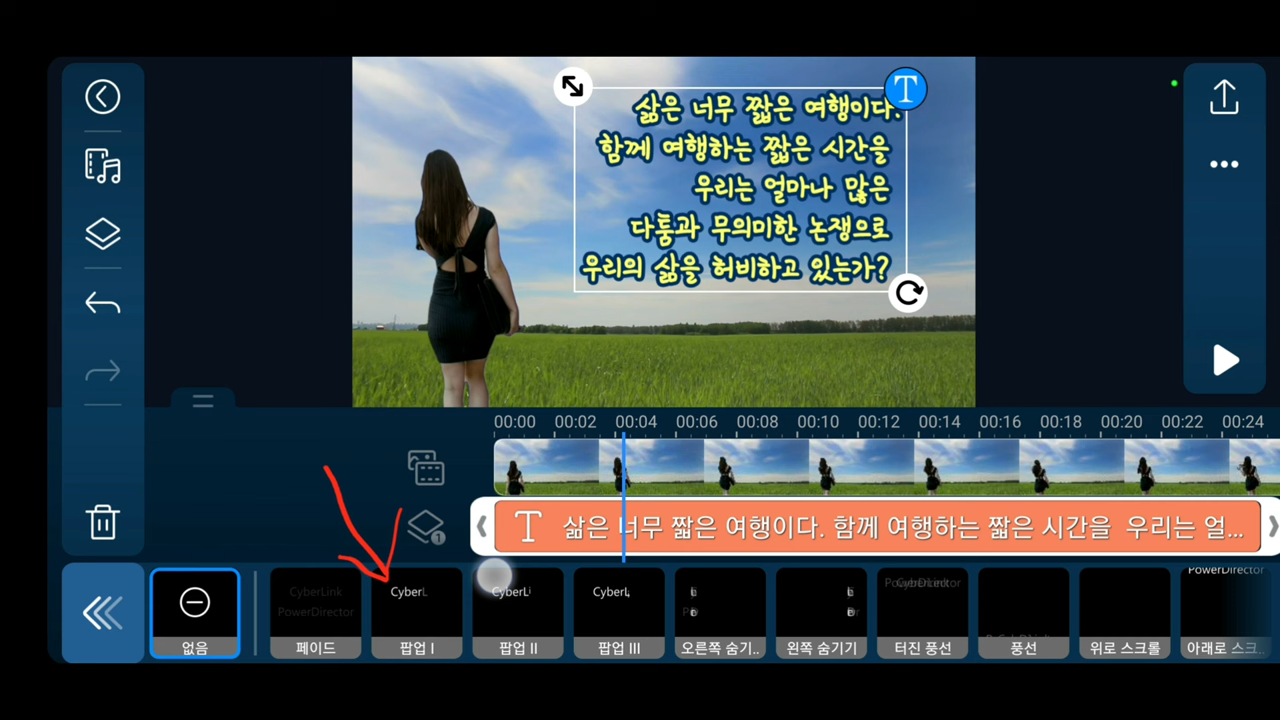 삶은 너무 짧은 여행이다.
함께 여행하는 짧은 시간을
우리는 얼마나 많은
다툼과 무의미한 논쟁으로
우리의 삶을 허비하고 있는가?
00:00 00:02 00:04 00:06 00:08 00:10 00:12 00:14 00:16 00:18 00:20 00:22 00:24
T 삶은 너무 짧은 여행이다. 함께 여행하는 짧은 시간을 우리는 얼...
1
CyberLink
PowerDirector
CyberL
CyberLi
CyberL
PowerDirector
없음 페이드 팝업 I 팝업 II 팝업 III 오른쪽 숨기.. 왼쪽 숨기기 터진 풍선 풍선 위로 스크롤 아래로 스크..